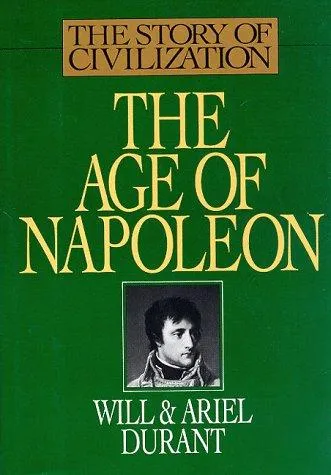 THE STORY OF
CIVILIZATION
THE
AGE OF
NAPOLEON
WILL & ARIEL
DURANT